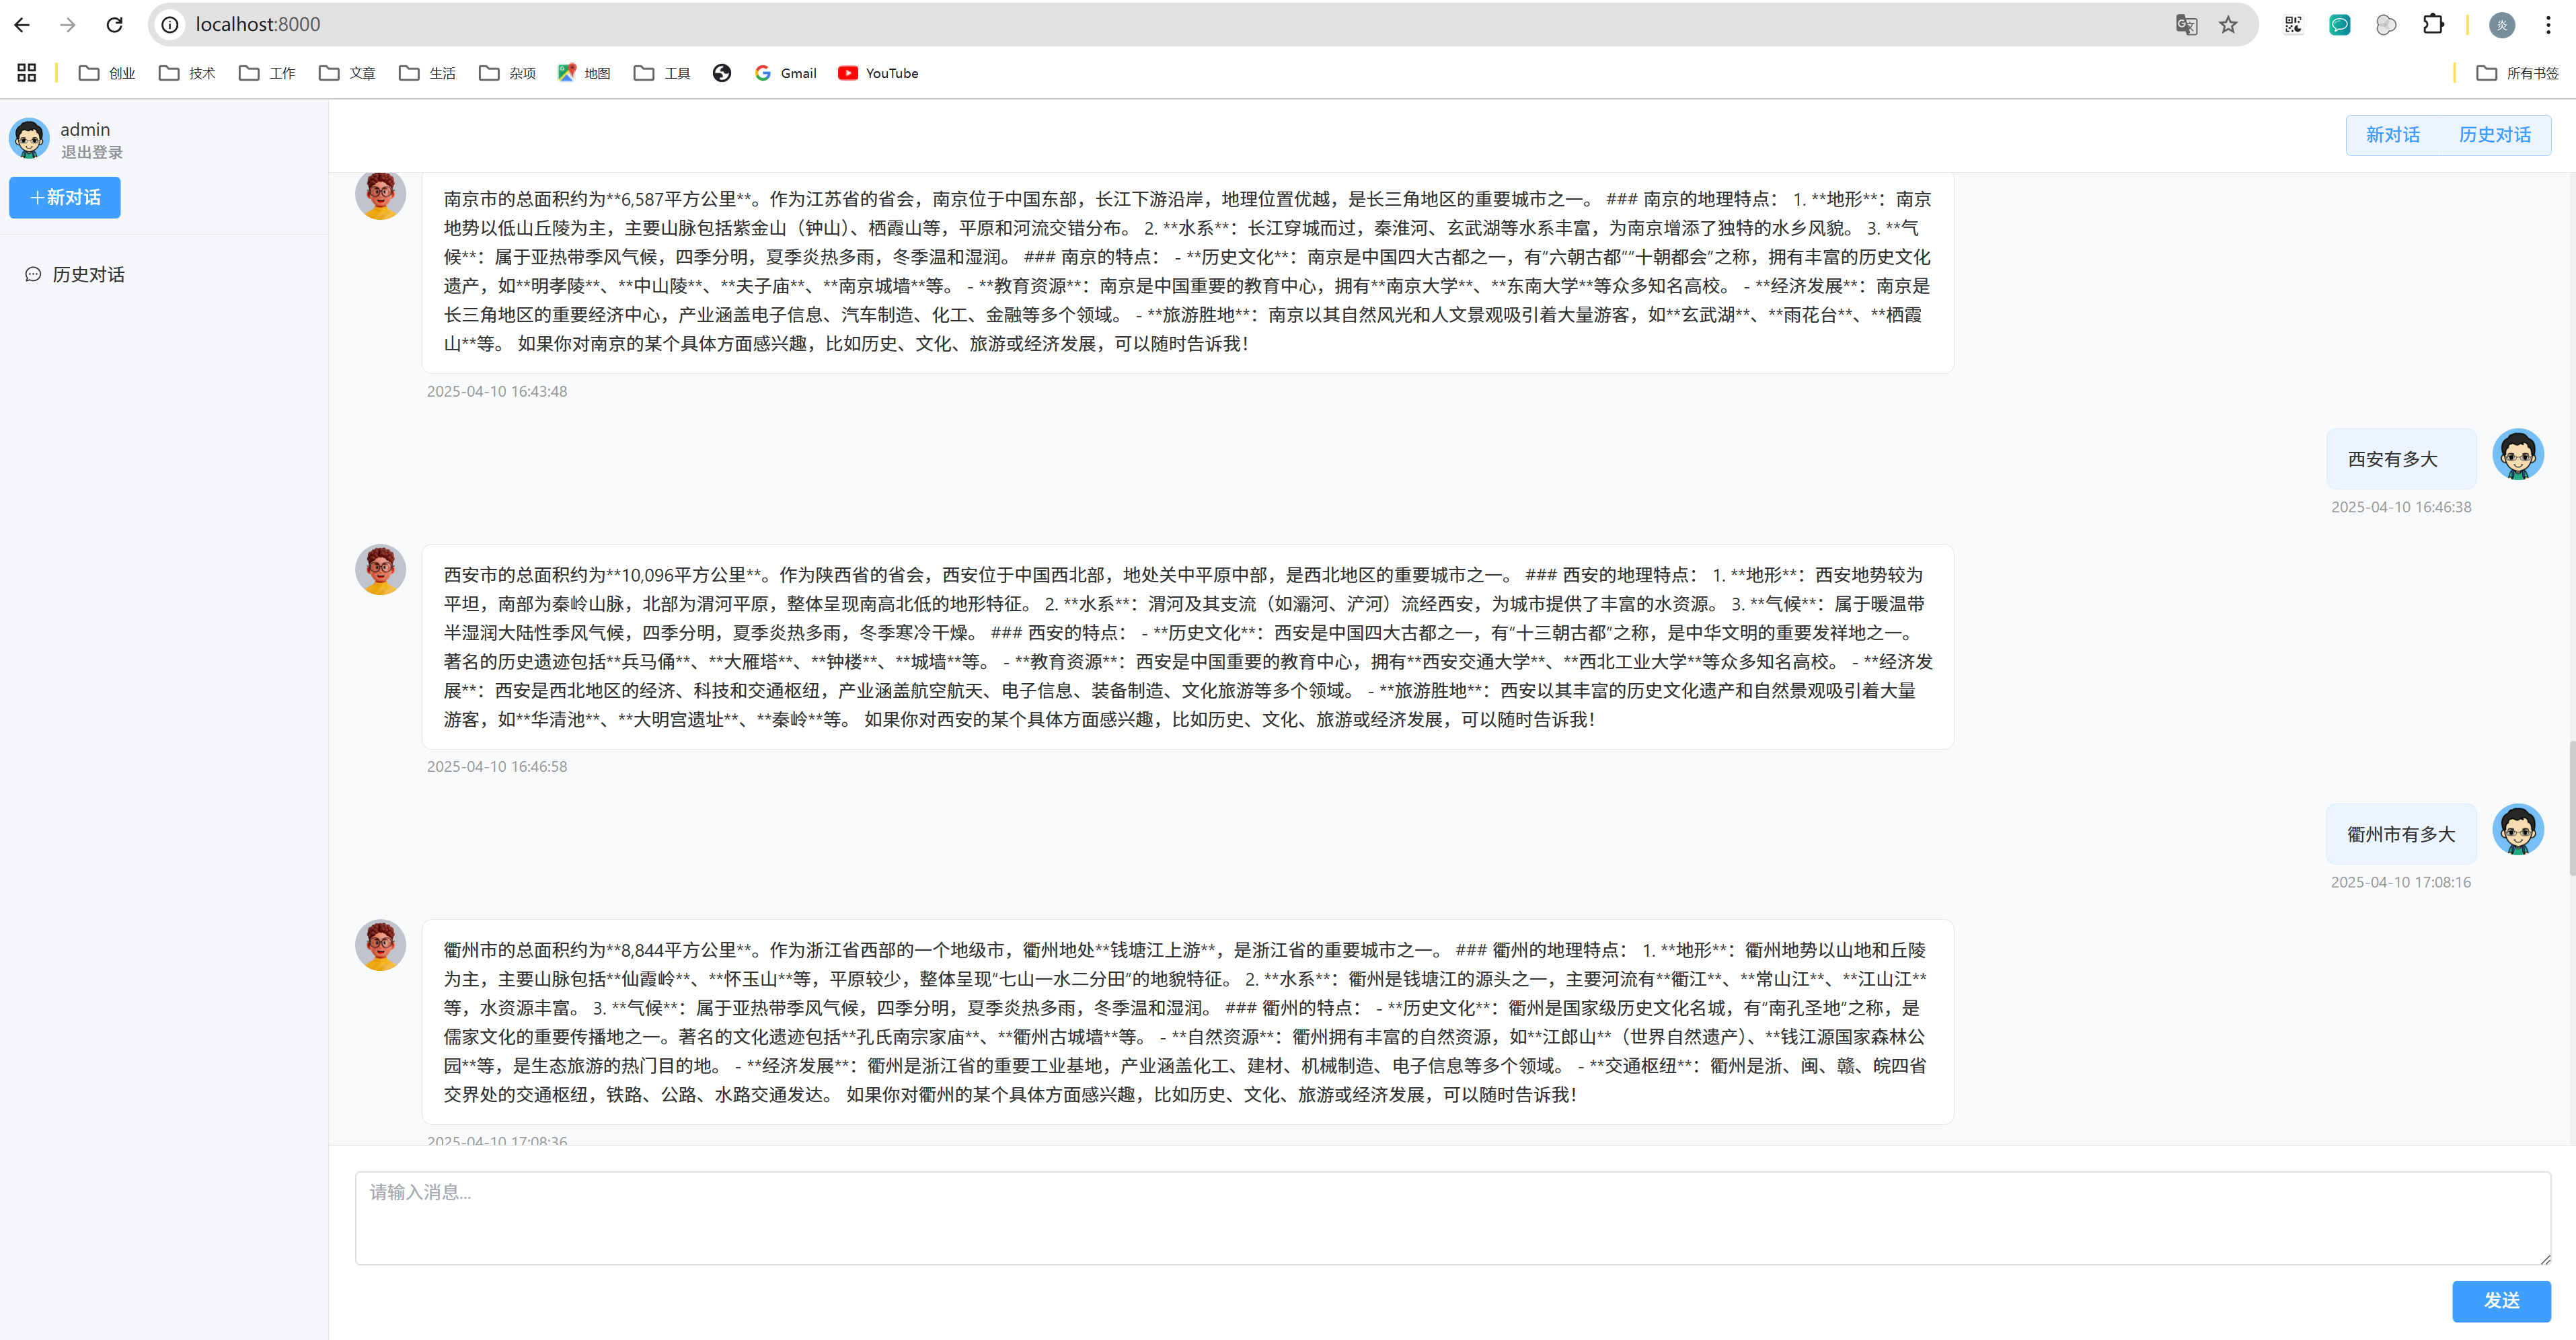 localhost:8000
炎
创业
技术
工作
文章
生活
杂项
地图
工具
Gmail
YouTube
所有书签
admin
退出登录
+新对话
历史对话
新对话 历史对话
南京市的总面积约为**6,587平方公里**。作为江苏省的省会，南京位于中国东部，长江下游沿岸，地理位置优越，是长三角地区的重要城市之一。 ### 南京的地理特点： 1. **地形**：南京
地势以低山丘陵为主，主要山脉包括紫金山（钟山）、栖霞山等，平原和河流交错分布。 2. **水系**：长江穿城而过，秦淮河、玄武湖等水系丰富，为南京增添了独特的水乡风貌。 3. **气
候**：属于亚热带季风气候，四季分明，夏季炎热多雨，冬季温和湿润。 ### 南京的特点： - **历史文化**：南京是中国四大古都之一，有“六朝古都”“十朝都会”之称，拥有丰富的历史文化
遗产，如**明孝陵**、**中山陵**、**夫子庙**、**南京城墙**等。 - **教育资源**：南京是中国重要的教育中心，拥有**南京大学**、**东南大学**等众多知名高校。 - **经济发展**：南京是
长三角地区的重要经济中心，产业涵盖电子信息、汽车制造、化工、金融等多个领域。 - **旅游胜地**：南京以其自然风光和人文景观吸引着大量游客，如**玄武湖**、**雨花台**、**栖霞
山**等。 如果你对南京的某个具体方面感兴趣，比如历史、文化、旅游或经济发展，可以随时告诉我！
2025-04-10 16:43:48
西安有多大
2025-04-10 16:46:38
西安市的总面积约为**10,096平方公里**。作为陕西省的省会，西安位于中国西北部，地处关中平原中部，是西北地区的重要城市之一。 ### 西安的地理特点： 1. **地形**：西安地势较为
平坦，南部为秦岭山脉，北部为渭河平原，整体呈现南高北低的地形特征。 2. **水系**：渭河及其支流（如灞河、浐河）流经西安，为城市提供了丰富的水资源。 3. **气候**：属于暖温带
半湿润大陆性季风气候，四季分明，夏季炎热多雨，冬季寒冷干燥。 ### 西安的特点： - **历史文化**：西安是中国四大古都之一，有“十三朝古都”之称，是中华文明的重要发祥地之一。
著名的历史遗迹包括**兵马俑**、**大雁塔**、**钟楼**、**城墙**等。 - **教育资源**：西安是中国重要的教育中心，拥有**西安交通大学**、**西北工业大学**等众多知名高校。 - **经济发
展**：西安是西北地区的经济、科技和交通枢纽，产业涵盖航空航天、电子信息、装备制造、文化旅游等多个领域。 - **旅游胜地**：西安以其丰富的历史文化遗产和自然景观吸引着大量
游客，如**华清池**、**大明宫遗址**、**秦岭**等。 如果你对西安的某个具体方面感兴趣，比如历史、文化、旅游或经济发展，可以随时告诉我！
2025-04-10 16:46:58
衢州市有多大
2025-04-10 17:08:16
衢州市的总面积约为**8,844平方公里**。作为浙江省西部的一个地级市，衢州地处**钱塘江上游**，是浙江省的重要城市之一。 ### 衢州的地理特点： 1. **地形**：衢州地势以山地和丘陵
为主，主要山脉包括**仙霞岭**、**怀玉山**等，平原较少，整体呈现“七山一水二分田”的地貌特征。 2. **水系**：衢州是钱塘江的源头之一，主要河流有**衢江**、**常山江**、**江山江**
等，水资源丰富。 3. **气候**：属于亚热带季风气候，四季分明，夏季炎热多雨，冬季温和湿润。 ### 衢州的特点： - **历史文化**：衢州是国家级历史文化名城，有“南孔圣地”之称，是
儒家文化的重要传播地之一。著名的文化遗迹包括**孔氏南宗家庙**、**衢州古城墙**等。 - **自然资源**：衢州拥有丰富的自然资源，如**江郎山**（世界自然遗产）、**钱江源国家森林公
园**等，是生态旅游的热门目的地。 - **经济发展**：衢州是浙江省的重要工业基地，产业涵盖化工、建材、机械制造、电子信息等多个领域。 - **交通枢纽**：衢州是浙、闽、赣、皖四省
交界处的交通枢纽，铁路、公路、水路交通发达。 如果你对衢州的某个具体方面感兴趣，比如历史、文化、旅游或经济发展，可以随时告诉我！
2025-04-10 17:08:36
请输入消息...
发送